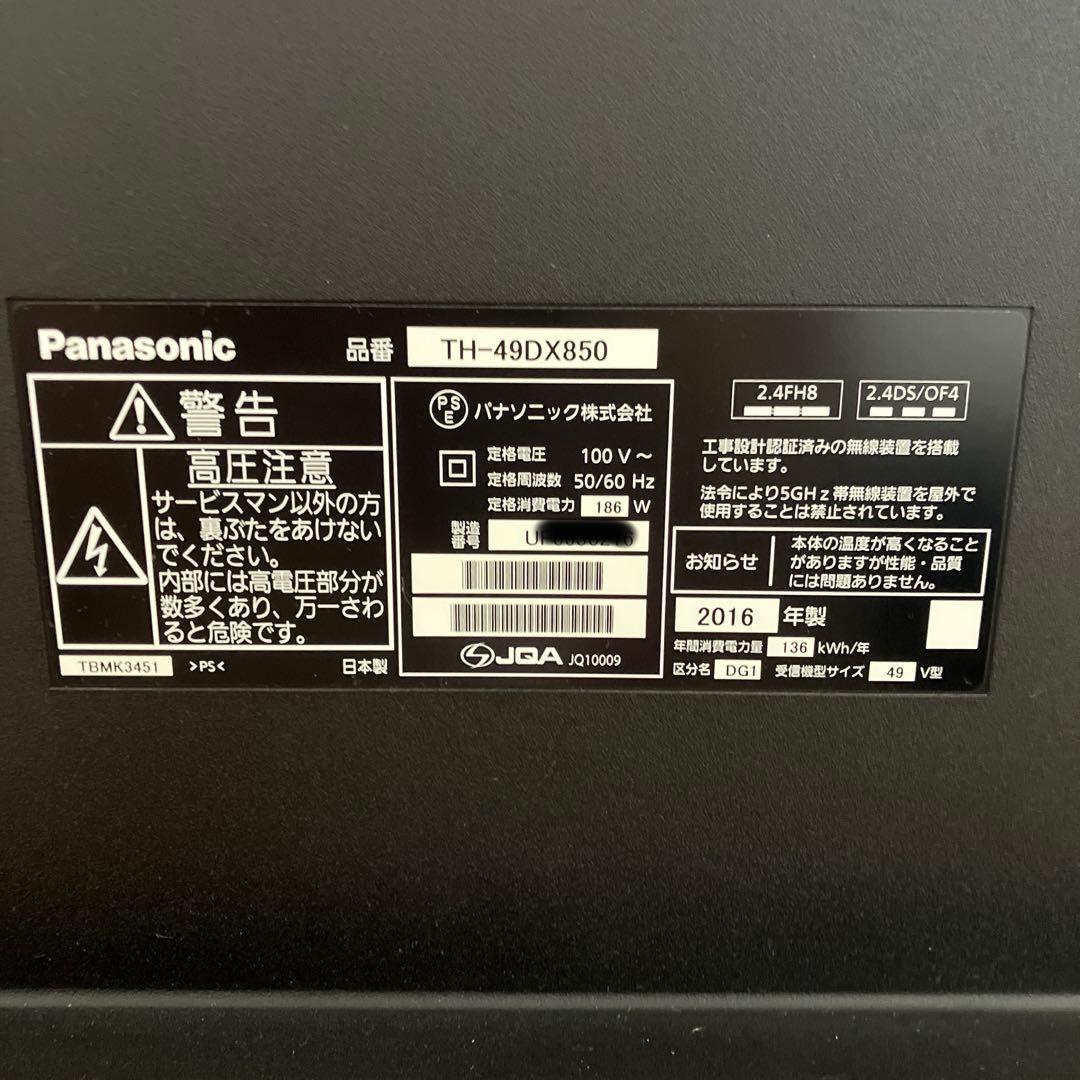 Panasonic 品番 TH-49DX850
警告
高圧注意
サービスマン以外の方
は、裏ぶたをあけない
でください。
内部には高電圧部分が
数多くあり、万一さわ
ると危険です。
TBMK3451 >PS< 日本製
PSE パナソニック株式会社
定格電圧 100 V～
定格周波数 50/60 Hz
定格消費電力 186 W
製造
番号
JQA JQ10009
2.4FH8 2.4DS/OF4
工事設計認証済みの無線装置を搭載
しています。
法令により5GHz帯無線装置を屋外で
使用することは禁止されています。
お知らせ
本体の温度が高くなること
がありますが性能・品質
には問題ありません。
2016 年製
年間消費電力量 136 kWh/年
区分名 DG1 受信機型サイズ 49 V型